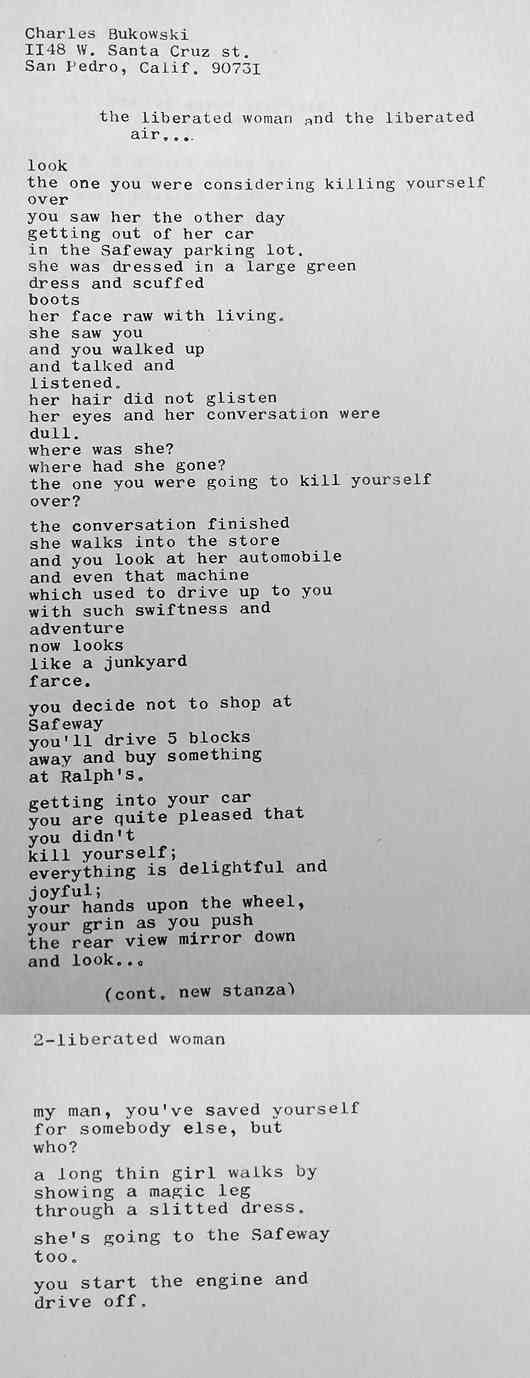 Charles Bukowski
II48 W. Santa Cruz st.
San Pedro, Calif. 9073I
the liberated woman and the liberated
air....
look
the one you were considering killing yourself
over
you saw her the other day
getting out of her car
in the Safeway parking lot.
she was dressed in a large green
dress and scuffed
boots
her face raw with living.
she saw you
and you walked up
and talked and
listened.
her hair did not glisten
her eyes and her conversation were
dull.
where was she?
where had she gone?
the one you were going to kill yourself
over?
the conversation finished
she walks into the store
and you look at her automobile
and even that machine
which used to drive up to you
with such swiftness and
adventure
now looks
like a junkyard
farce.
you decide not to shop at
Safeway
you'll drive 5 blocks
away and buy something
at Ralph's.
getting into your car
you are quite pleased that
you didn't
kill yourself;
everything is delightful and
joyful;
your hands upon the wheel,
your grin as you push
the rear view mirror down
and look...
(cont. new stanza)
2-liberated woman
my man, you've saved yourself
for somebody else, but
who?
a long thin girl walks by
showing a magic leg
through a slitted dress.
she's going to the Safeway
too.
you start the engine and
drive off.